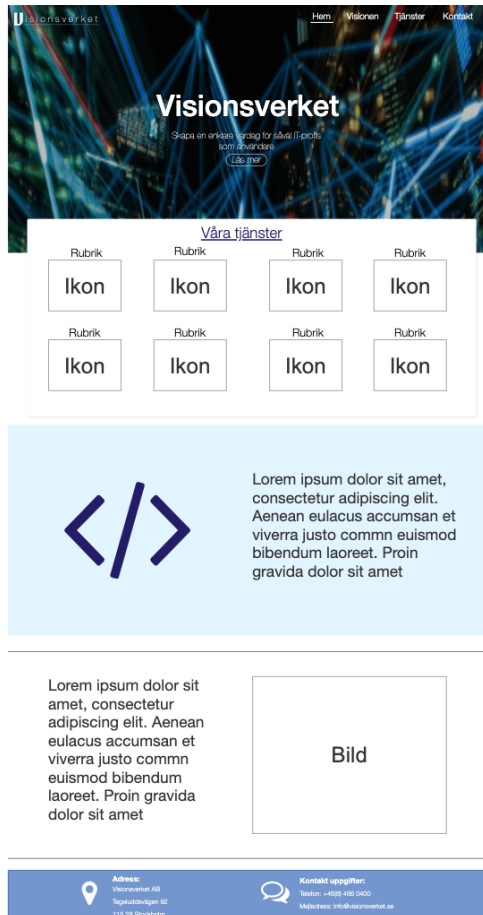 Visionsverket
Hem Visionen Tjänster Kontakt
Visionsverket
Skapa en enklare vardag för såväl IT-proffs
som användare
Läs mer
Våra tjänster
Rubrik Rubrik Rubrik Rubrik
Ikon Ikon Ikon Ikon
Rubrik Rubrik Rubrik Rubrik
Ikon Ikon Ikon Ikon
</>
Lorem ipsum dolor sit amet,
consectetur adipiscing elit.
Aenean eulacus accumsan et
viverra justo commn euismod
bibendum laoreet. Proin
gravida dolor sit amet
Lorem ipsum dolor sit
amet, consectetur
adipiscing elit. Aenean
eulacus accumsan et
viverra justo commn
euismod bibendum
laoreet. Proin gravida
dolor sit amet
Bild
Adress:
Visionsverket AB
Tegeluddsvägen 92
115 28 Stockholm
Kontakt uppgifter:
Telefon: +46(8) 466 0400
Mejladress: Info@visionsverket.se